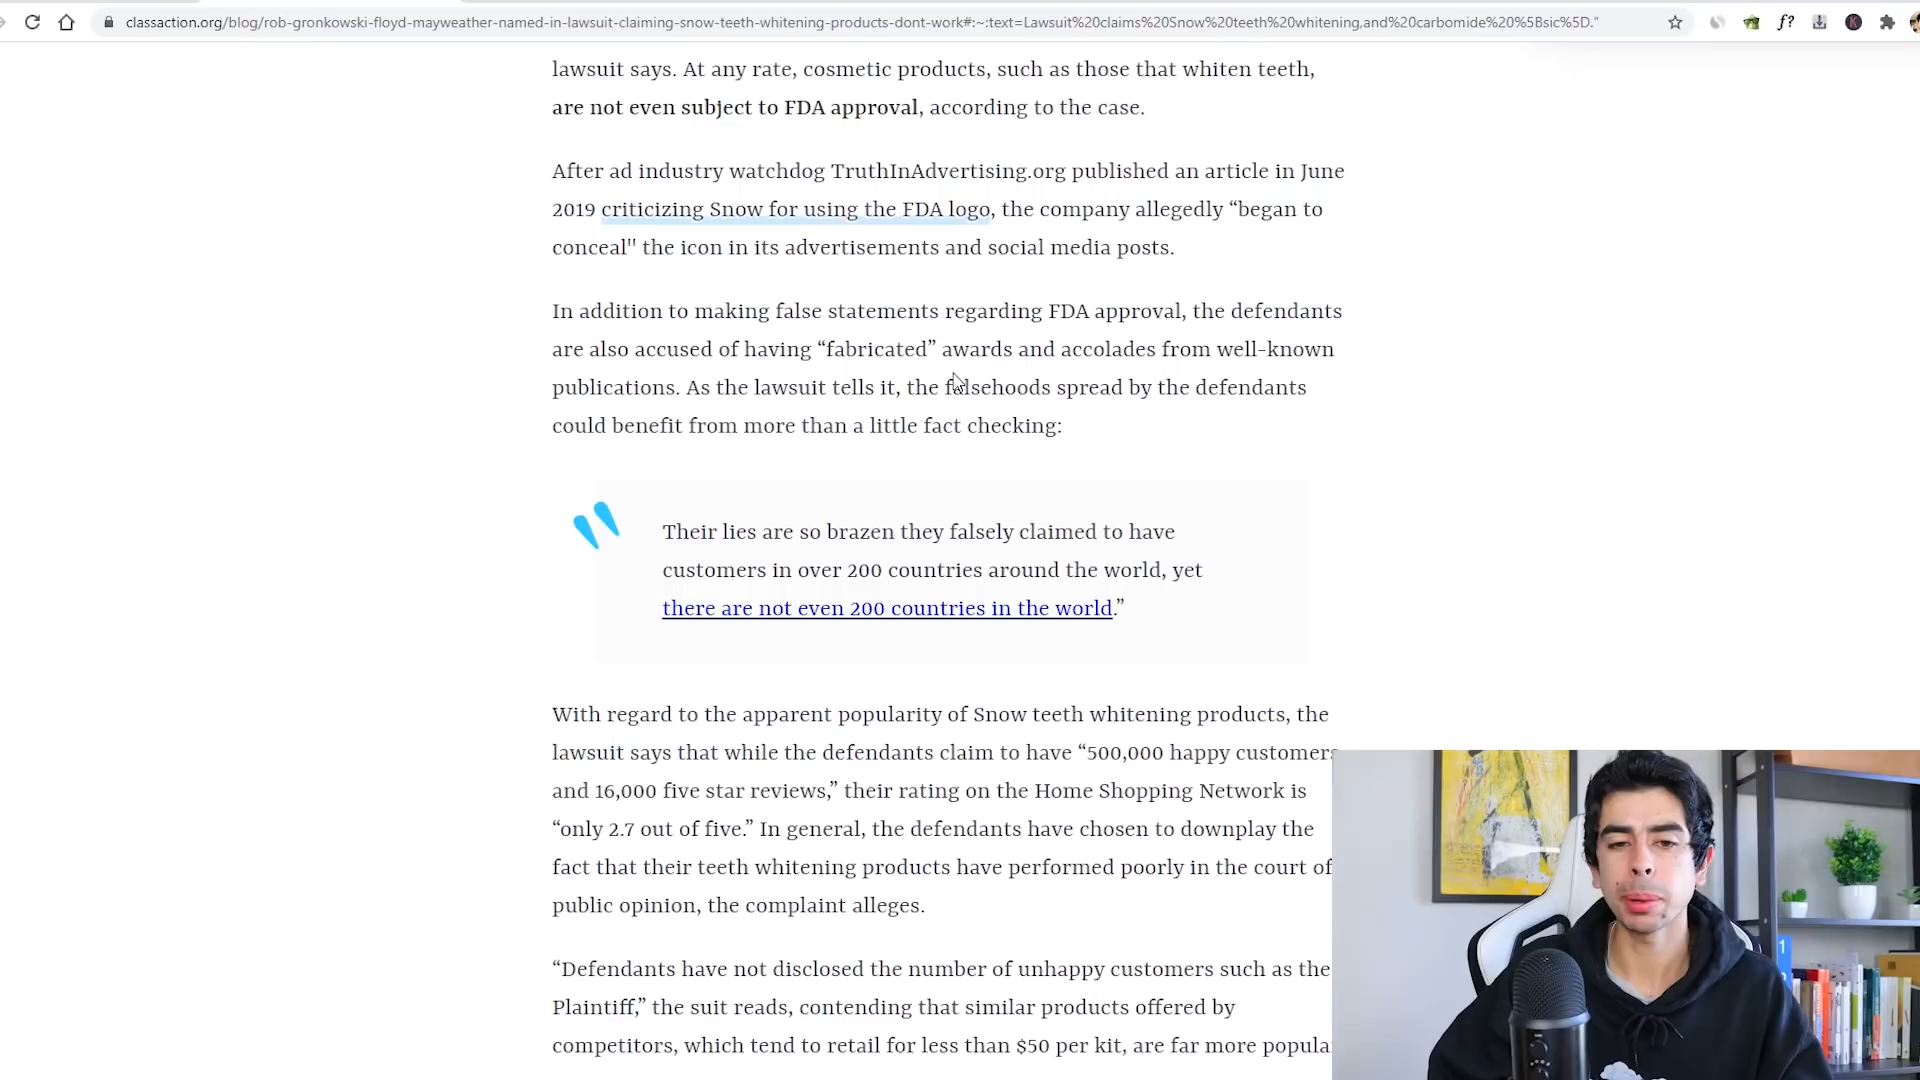 classaction.org/blog/rob-gronkowski-floyd-mayweather-named-in-lawsuit-claiming-snow-teeth-whitening-products-dont-work#:~:text=Lawsuit%20claims%20Snow%20teeth%20whitening,and%20carbomide%20%5Bsic%5D."
f?
K
lawsuit says. At any rate, cosmetic products, such as those that whiten teeth,
are not even subject to FDA approval, according to the case.
After ad industry watchdog TruthInAdvertising.org published an article in June
2019 criticizing Snow for using the FDA logo, the company allegedly “began to
conceal" the icon in its advertisements and social media posts.
In addition to making false statements regarding FDA approval, the defendants
are also accused of having “fabricated” awards and accolades from well-known
publications. As the lawsuit tells it, the falsehoods spread by the defendants
could benefit from more than a little fact checking:
Their lies are so brazen they falsely claimed to have
customers in over 200 countries around the world, yet
there are not even 200 countries in the world.”
With regard to the apparent popularity of Snow teeth whitening products, the
lawsuit says that while the defendants claim to have “500,000 happy customers
and 16,000 five star reviews,” their rating on the Home Shopping Network is
“only 2.7 out of five.” In general, the defendants have chosen to downplay the
fact that their teeth whitening products have performed poorly in the court of
public opinion, the complaint alleges.
“Defendants have not disclosed the number of unhappy customers such as the
Plaintiff,” the suit reads, contending that similar products offered by
competitors, which tend to retail for less than $50 per kit, are far more popula